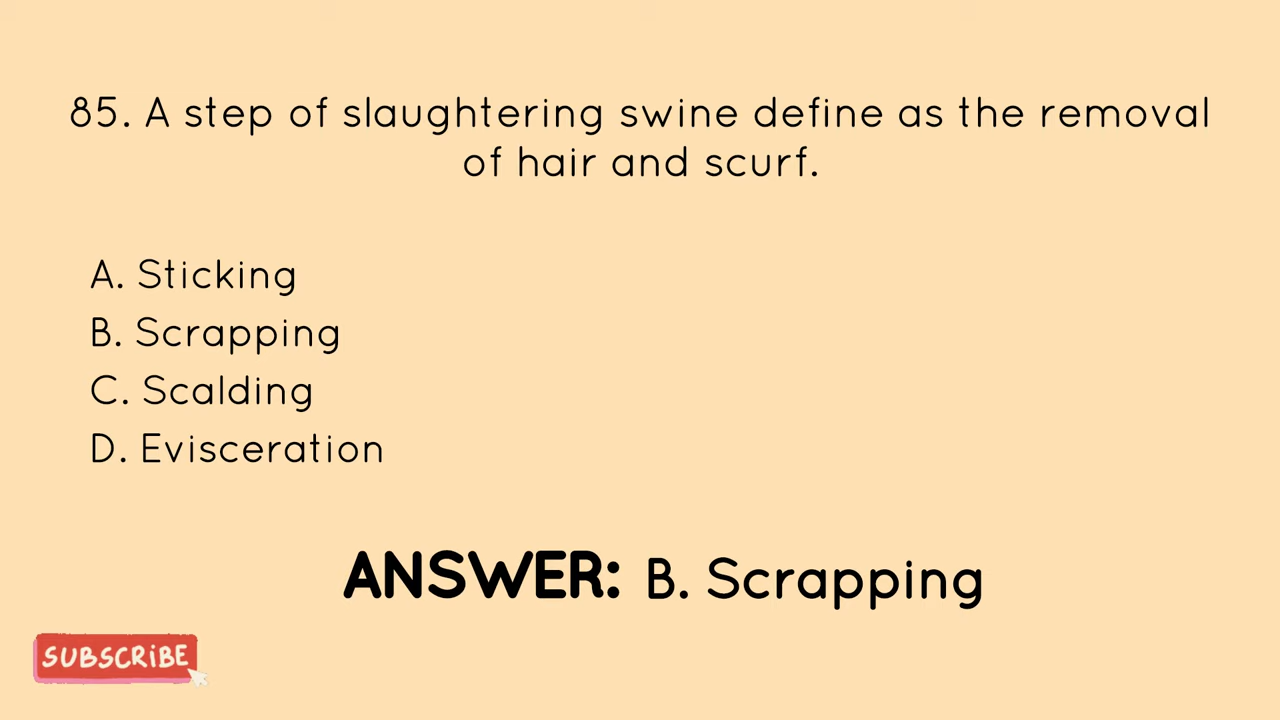 85. A step of slaughtering swine define as the removal
of hair and scurf.
A. Sticking
B. Scrapping
C. Scalding
D. Evisceration
ANSWER: B. Scrapping
SUBSCRiBE